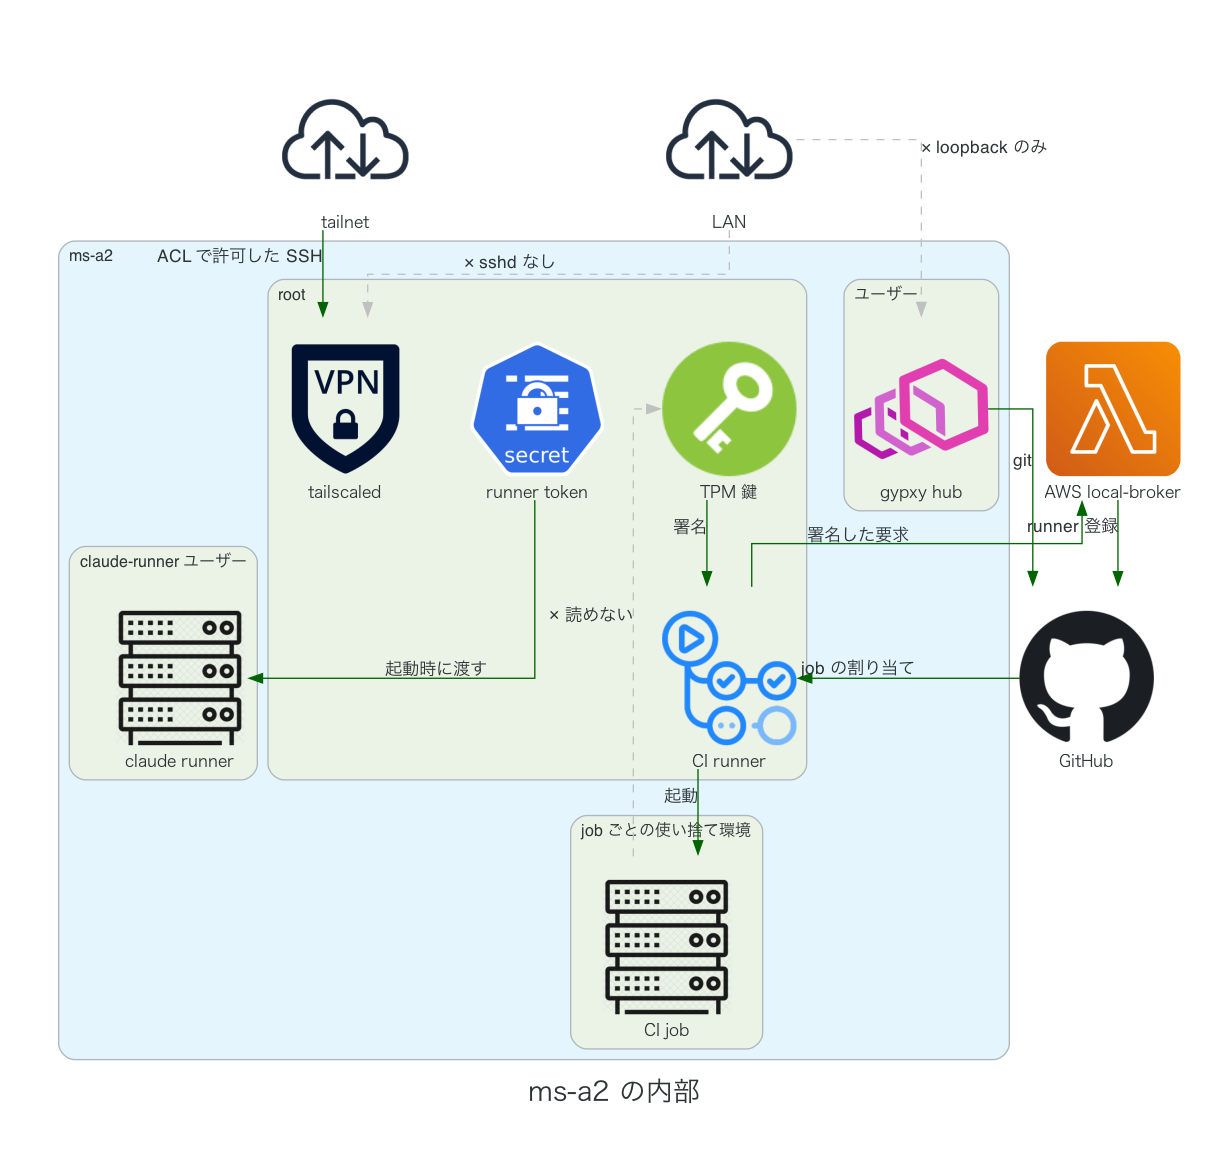 × loopback のみ
tailnet
LAN
ms-a2
ACL で許可した SSH
× sshd なし
root
ユーザー
VPN
secret
tailscaled
runner token
TPM 鍵
gypxy hub
AWS local-broker
git
署名
署名した要求
runner 登録
claude-runner ユーザー
× 読めない
起動時に渡す
job の割り当て
claude runner
CI runner
GitHub
起動
job ごとの使い捨て環境
CI job
ms-a2 の内部